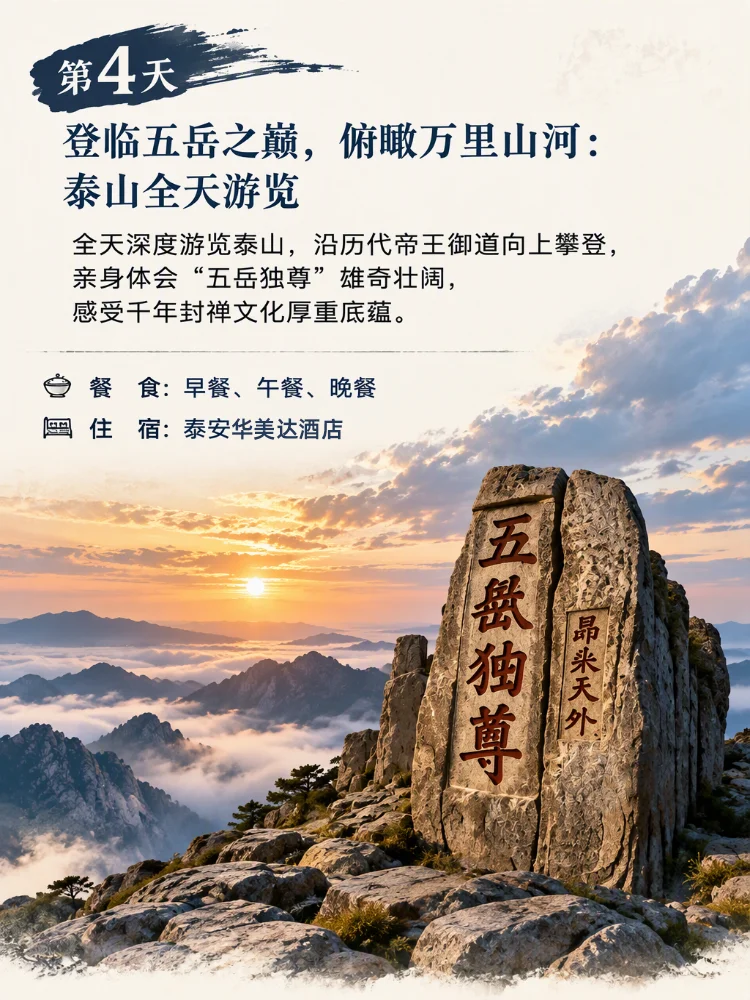 第4天
登临五岳之巅，俯瞰万里山河：
泰山全天游览
全天深度游览泰山，沿历代帝王御道向上攀登，
亲身体会“五岳独尊”雄奇壮阔，
感受千年封禅文化厚重底蕴。
餐 食：早餐、午餐、晚餐
住 宿：泰安华美达酒店
五岳独尊
天外